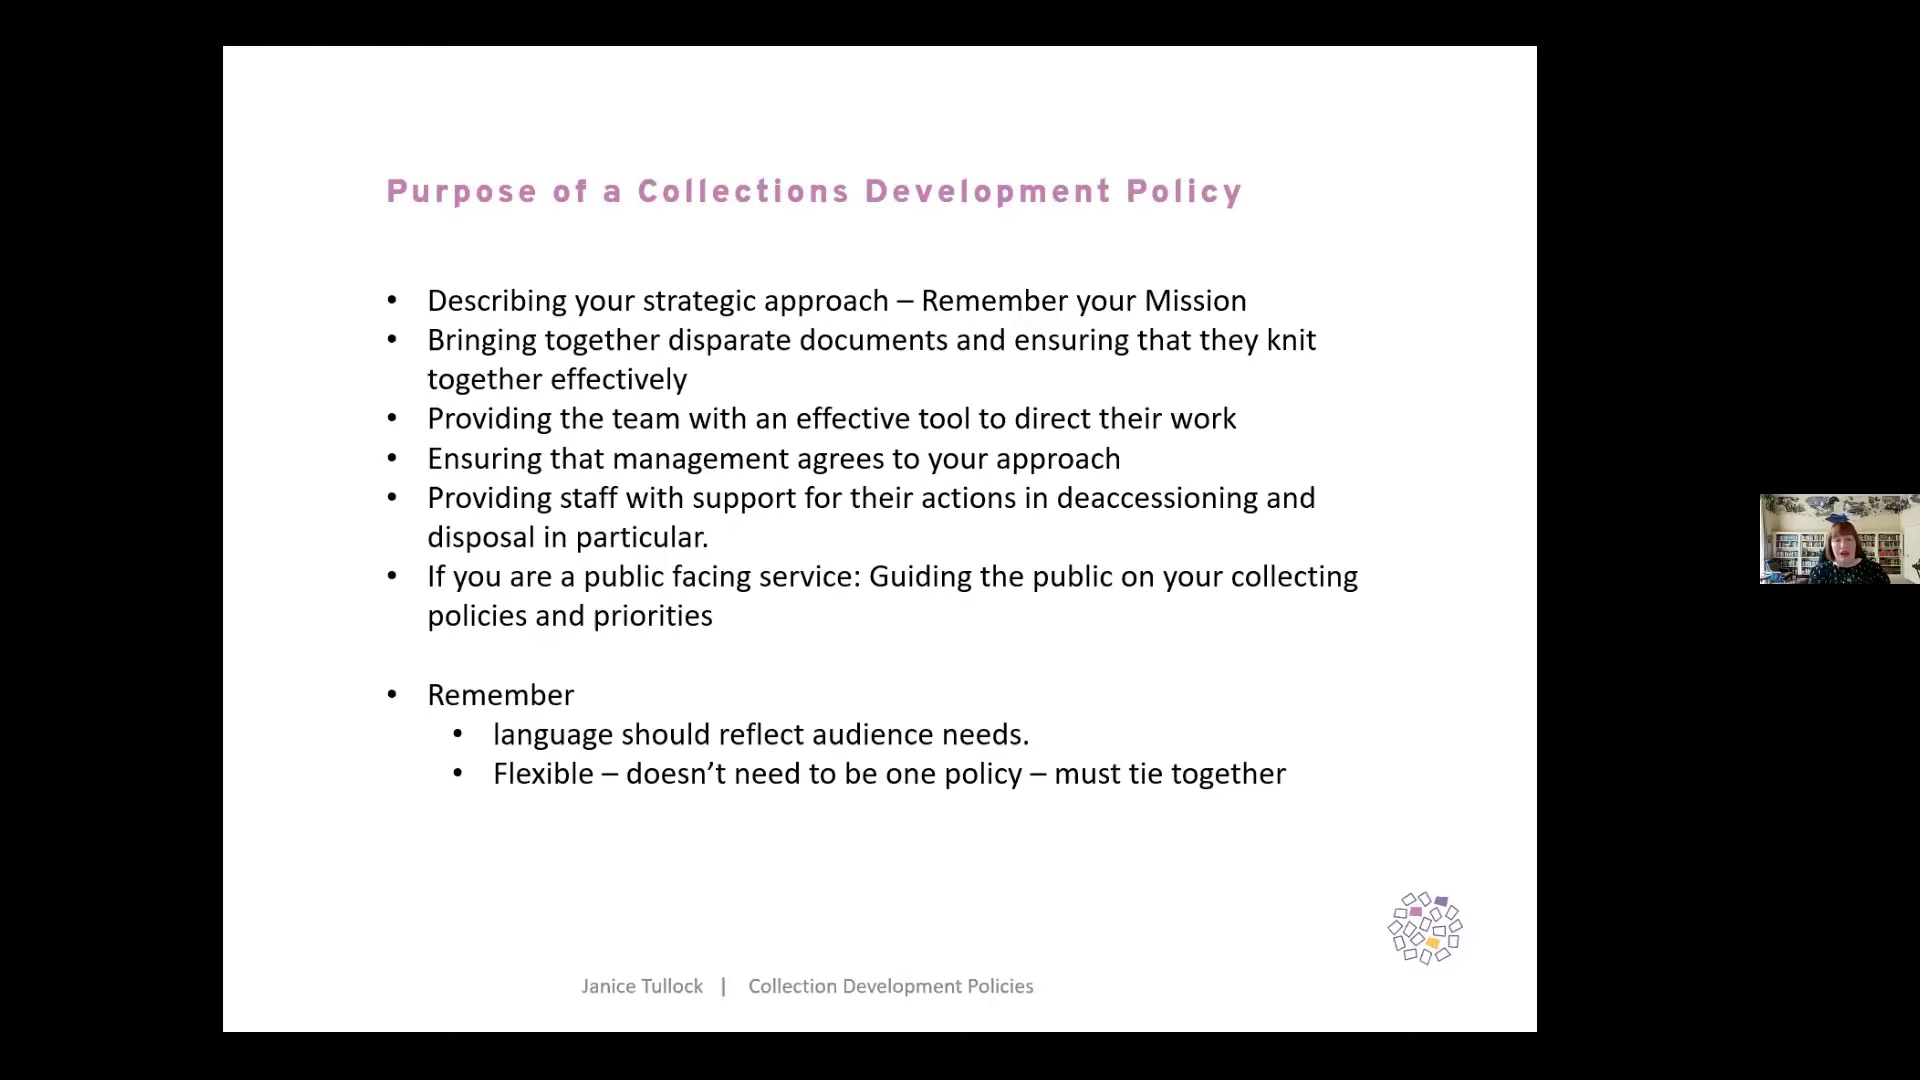 Purpose of a Collections Development Policy
• Describing your strategic approach – Remember your Mission
• Bringing together disparate documents and ensuring that they knit
together effectively
• Providing the team with an effective tool to direct their work
• Ensuring that management agrees to your approach
• Providing staff with support for their actions in deaccessioning and
disposal in particular.
• If you are a public facing service: Guiding the public on your collecting
policies and priorities
• Remember
• language should reflect audience needs.
• Flexible – doesn’t need to be one policy – must tie together
Janice Tullock | Collection Development Policies